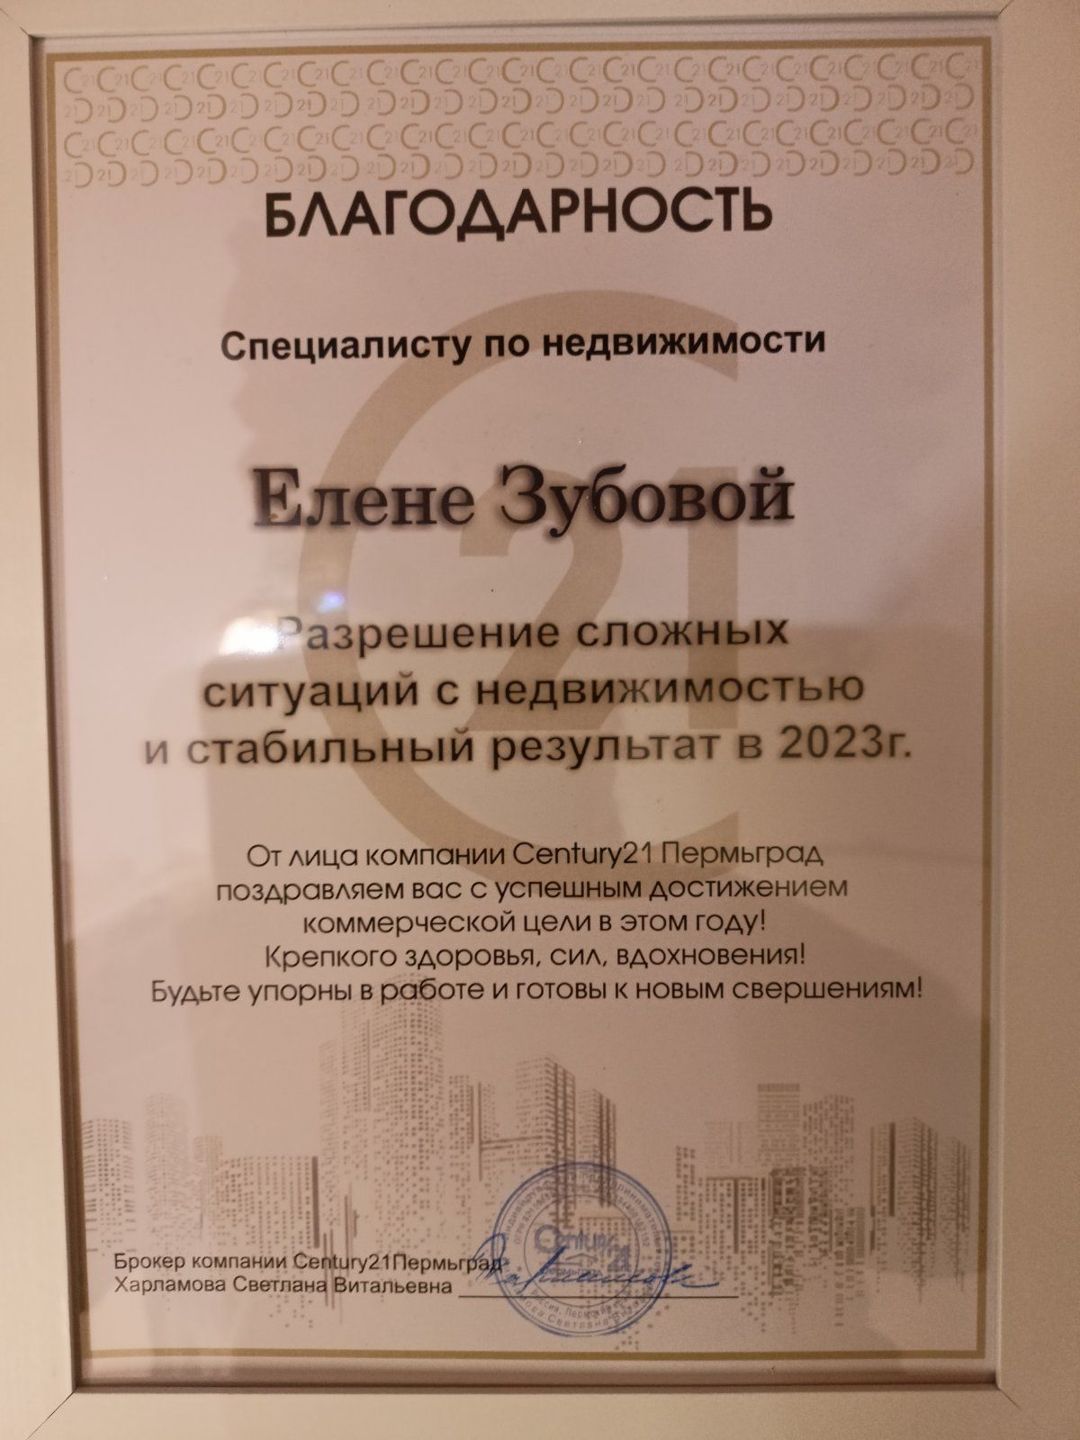 БЛАГОДАРНОСТЬ
Специалисту по недвижимости
Елене Зубовой
Разрешение сложных
ситуаций с недвижимостью
и стабильный результат в 2023г.
От лица компании Century21 Пермьград
поздравляем вас с успешным достижением
коммерческой цели в этом году!
Крепкого здоровья, сил, вдохновения!
Будьте упорны в работе и готовы к новым свершениям!
Брокер компании Century21Пермьград
Харламова Светлана Витальевна
Century 21